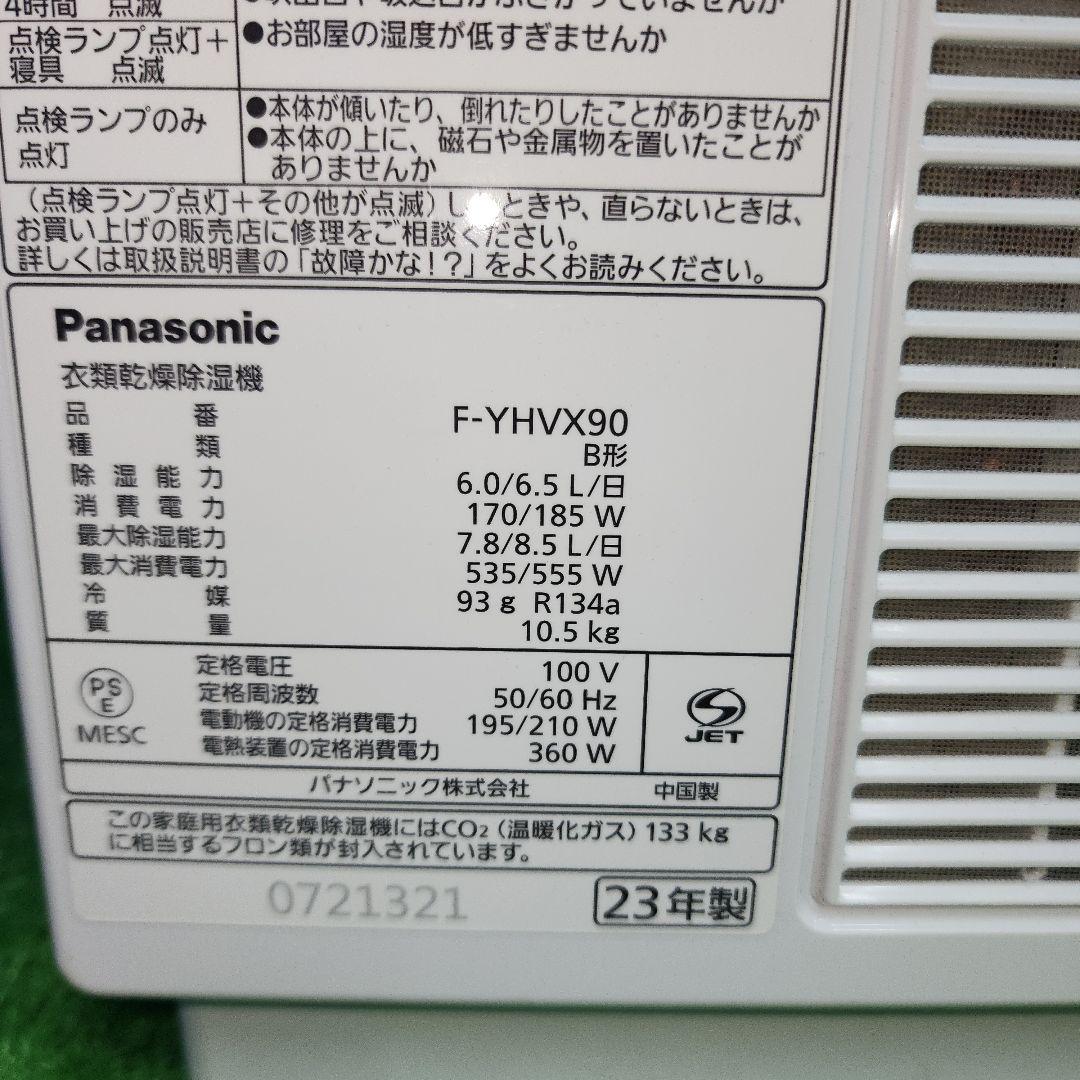 4時間 点滅
点検ランプ点灯＋
寝具 点滅
●お部屋の湿度が低すぎませんか
点検ランプのみ
点灯
●本体が傾いたり、倒れたりしたことがありませんか
●本体の上に、磁石や金属物を置いたことが
ありませんか
（点検ランプ点灯＋その他が点滅）し ときや、直らないときは、
お買い上げの販売店に修理をご相談ください。
詳しくは取扱説明書の「故障かな！？」をよくお読みください。
Panasonic
衣類乾燥除湿機
品番 F-YHVX90
種類 B形
除湿能力 6.0/6.5 L/日
消費電力 170/185 W
最大除湿能力 7.8/8.5 L/日
最大消費電力 535/555 W
冷媒 93 g R134a
質量 10.5 kg
PS
E
MESC
定格電圧 100 V
定格周波数 50/60 Hz
電動機の定格消費電力 195/210 W
電熱装置の定格消費電力 360 W
JET
パナソニック株式会社 中国製
この家庭用衣類乾燥除湿機にはCO2（温暖化ガス）133 kg
に相当するフロン類が封入されています。
0721321 23年製